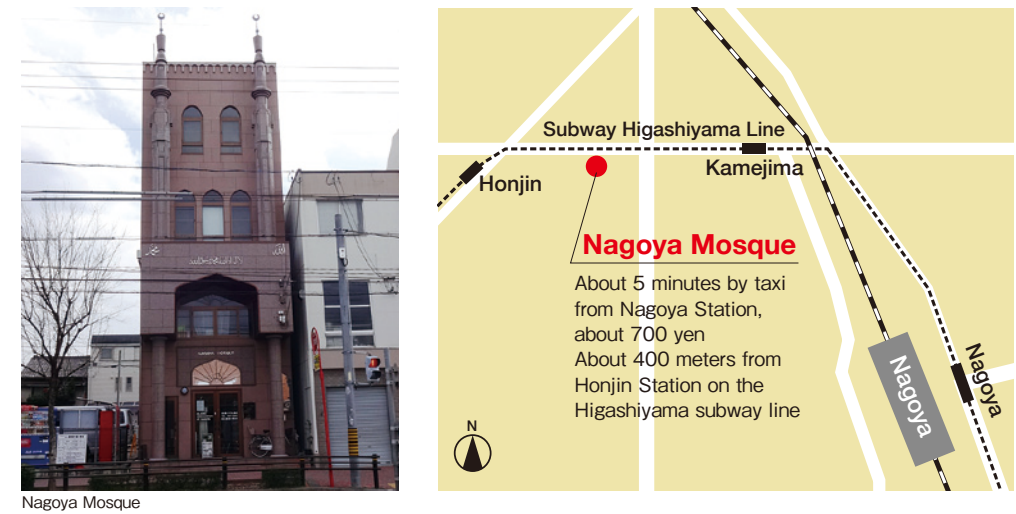 Nagoya Mosque
Subway Higashiyama Line
Honjin
Kamejima
Nagoya Mosque
About 5 minutes by taxi
from Nagoya Station,
about 700 yen
About 400 meters from
Honjin Station on the
Higashiyama subway line
Nagoya
Nagoya
N